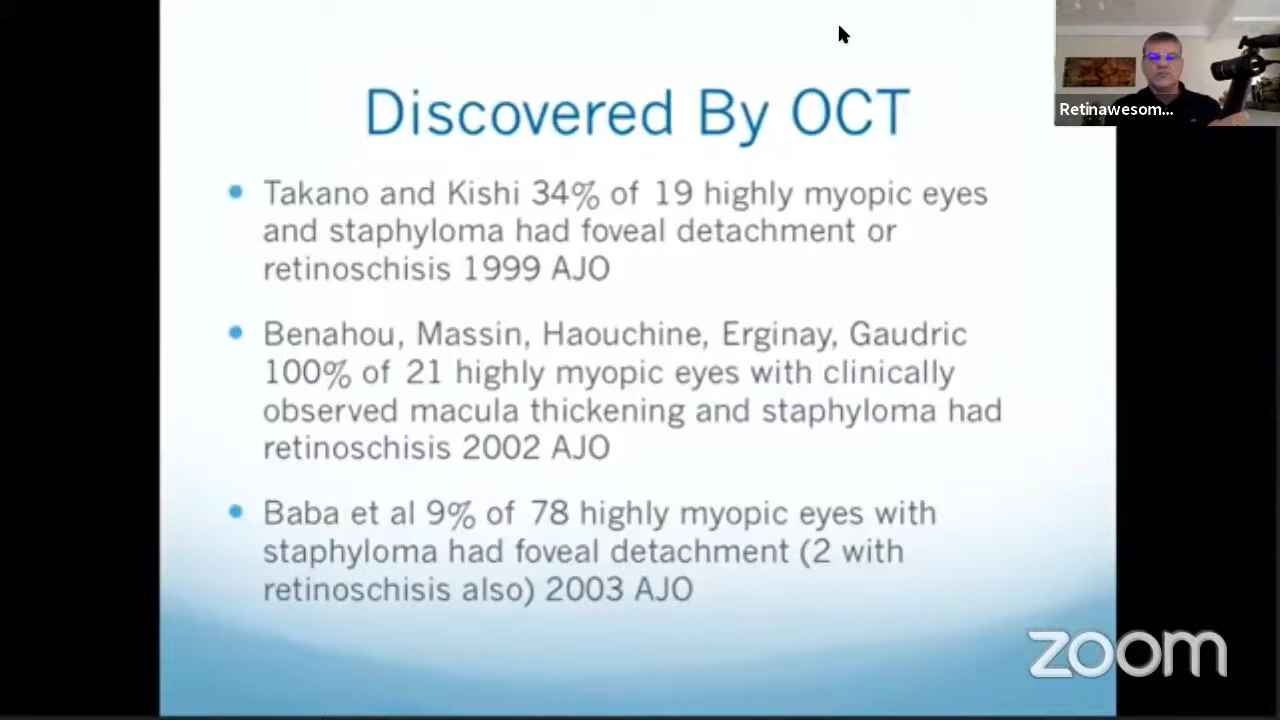 Discovered By OCT
Retinawesom...
Takano and Kishi 34% of 19 highly myopic eyes
and staphyloma had foveal detachment or
retinoschisis 1999 AJO
Benahou, Massin, Haouchine, Erginay, Gaudric
100% of 21 highly myopic eyes with clinically
observed macula thickening and staphyloma had
retinoschisis 2002 AJO
Baba et al 9% of 78 highly myopic eyes with
staphyloma had foveal detachment (2 with
retinoschisis also) 2003 AJO
zoom